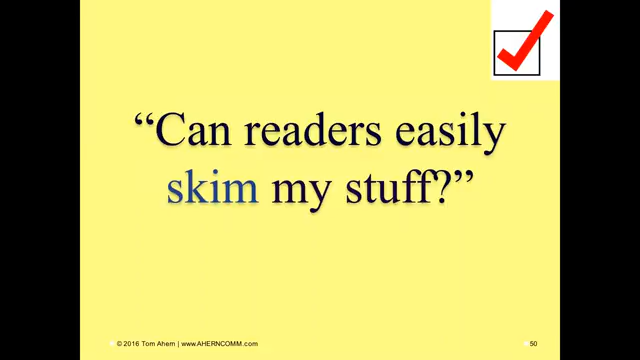 “Can readers easily
skim my stuff?”
© 2016 Tom Ahern | www.AHERNCOMM.com
50